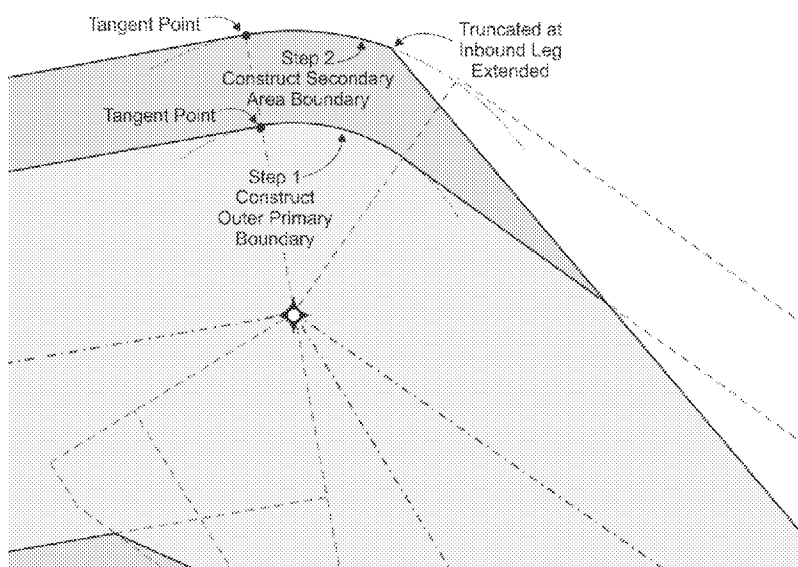 Tangent Point
Truncated at
Inbound Leg
Extended
Step 2
Construct Secondary
Area Boundary
Tangent Point
Step 1
Construct
Outer Primary
Boundary